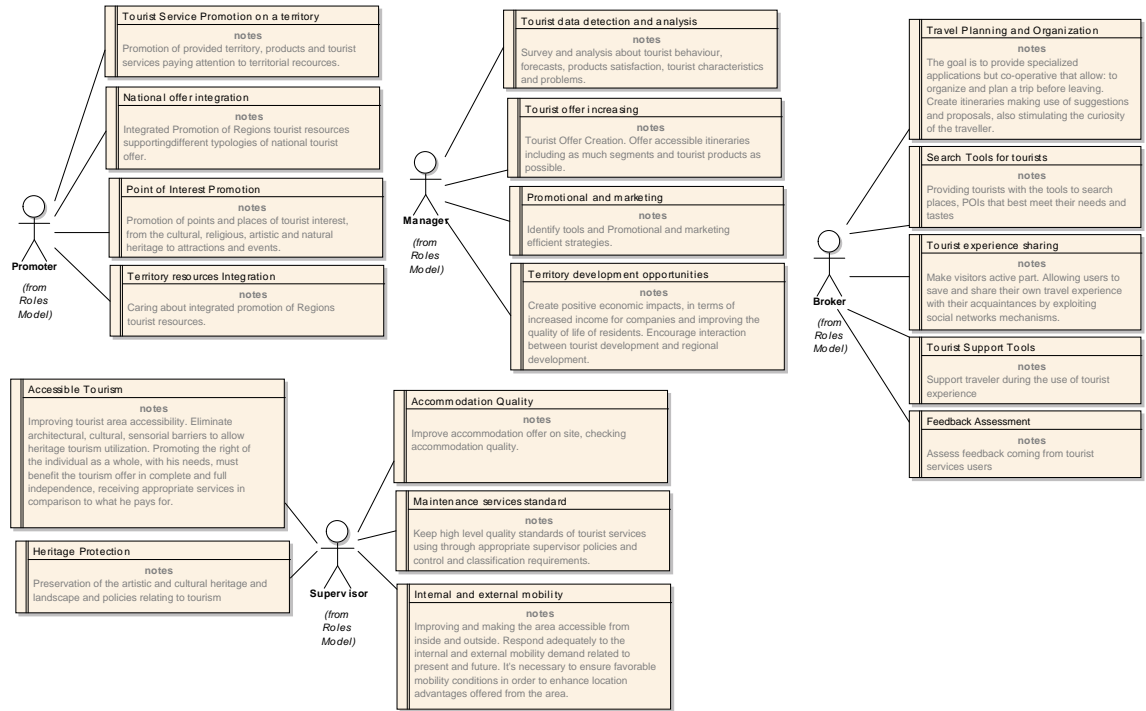 Tourist Service Promotion on a territory
notes
Promotion of provided territory, products and tourist
services paying attention to territorial resources.
National offer integration
notes
Integrated Promotion of Regions tourist resources
supportingdifferent typologies of national tourist
offer.
Point of Interest Promotion
notes
Promotion of points and places of tourist interest,
from the cultural, religious, artistic and natural
heritage to attractions and events.
Territory resources Integration
notes
Caring about integrated promotion of Regions
tourist resources.
Promoter
(from
Roles
Model)
Tourist data detection and analysis
notes
Survey and analysis about tourist behaviour,
forecasts, products satisfaction, tourist characteristics
and problems.
Tourist offer increasing
notes
Tourist Offer Creation. Offer accessible itineraries
including as much segments and tourist products as
possible.
Promotional and marketing
notes
Identify tools and Promotional and marketing
efficient strategies.
Territory development opportunities
notes
Create positive economic impacts, in terms of
increased income for companies and improving the
quality of life of residents. Encourage interaction
between tourist development and regional
development.
Manager
(from
Roles
Model)
Travel Planning and Organization
notes
The goal is to provide specialized
applications but co-operative that allow: to
organize and plan a trip before leaving.
Create itineraries making use of suggestions
and proposals, also stimulating the curiosity
of the traveller.
Search Tools for tourists
notes
Providing tourists with the tools to search
places, POIs that best meet their needs and
tastes
Tourist experience sharing
notes
Make visitors active part. Allowing users to
save and share their own travel experience
with their acquaintances by exploiting
social networks mechanisms.
Tourist Support Tools
notes
Support traveler during the use of tourist
experience
Feedback Assessment
notes
Assess feedback coming from tourist
services users
Broker
(from
Roles
Model)
Accessible Tourism
notes
Improving tourist area accessibility. Eliminate
architectural, cultural, sensorial barriers to allow
heritage tourism utilization. Promoting the right of
the individual as a whole, with his needs, must
benefit the tourism offer in complete and full
independence, receiving appropriate services in
comparison to what he pays for.
Heritage Protection
notes
Preservation of the artistic and cultural heritage and
landscape and policies relating to tourism
Supervisor
(from
Roles
Model)
Accommodation Quality
notes
Improve accommodation offer on site, checking
accommodation quality.
Maintenance services standard
notes
Keep high level quality standards of tourist services
using through appropriate supervisor policies and
control and classification requirements.
Internal and external mobility
notes
Improving and making the area accessible from
inside and outside. Respond adequately to the
internal and external mobility demand related to
present and future. It's necessary to ensure favorable
mobility conditions in order to enhance location
advantages offered from the area.